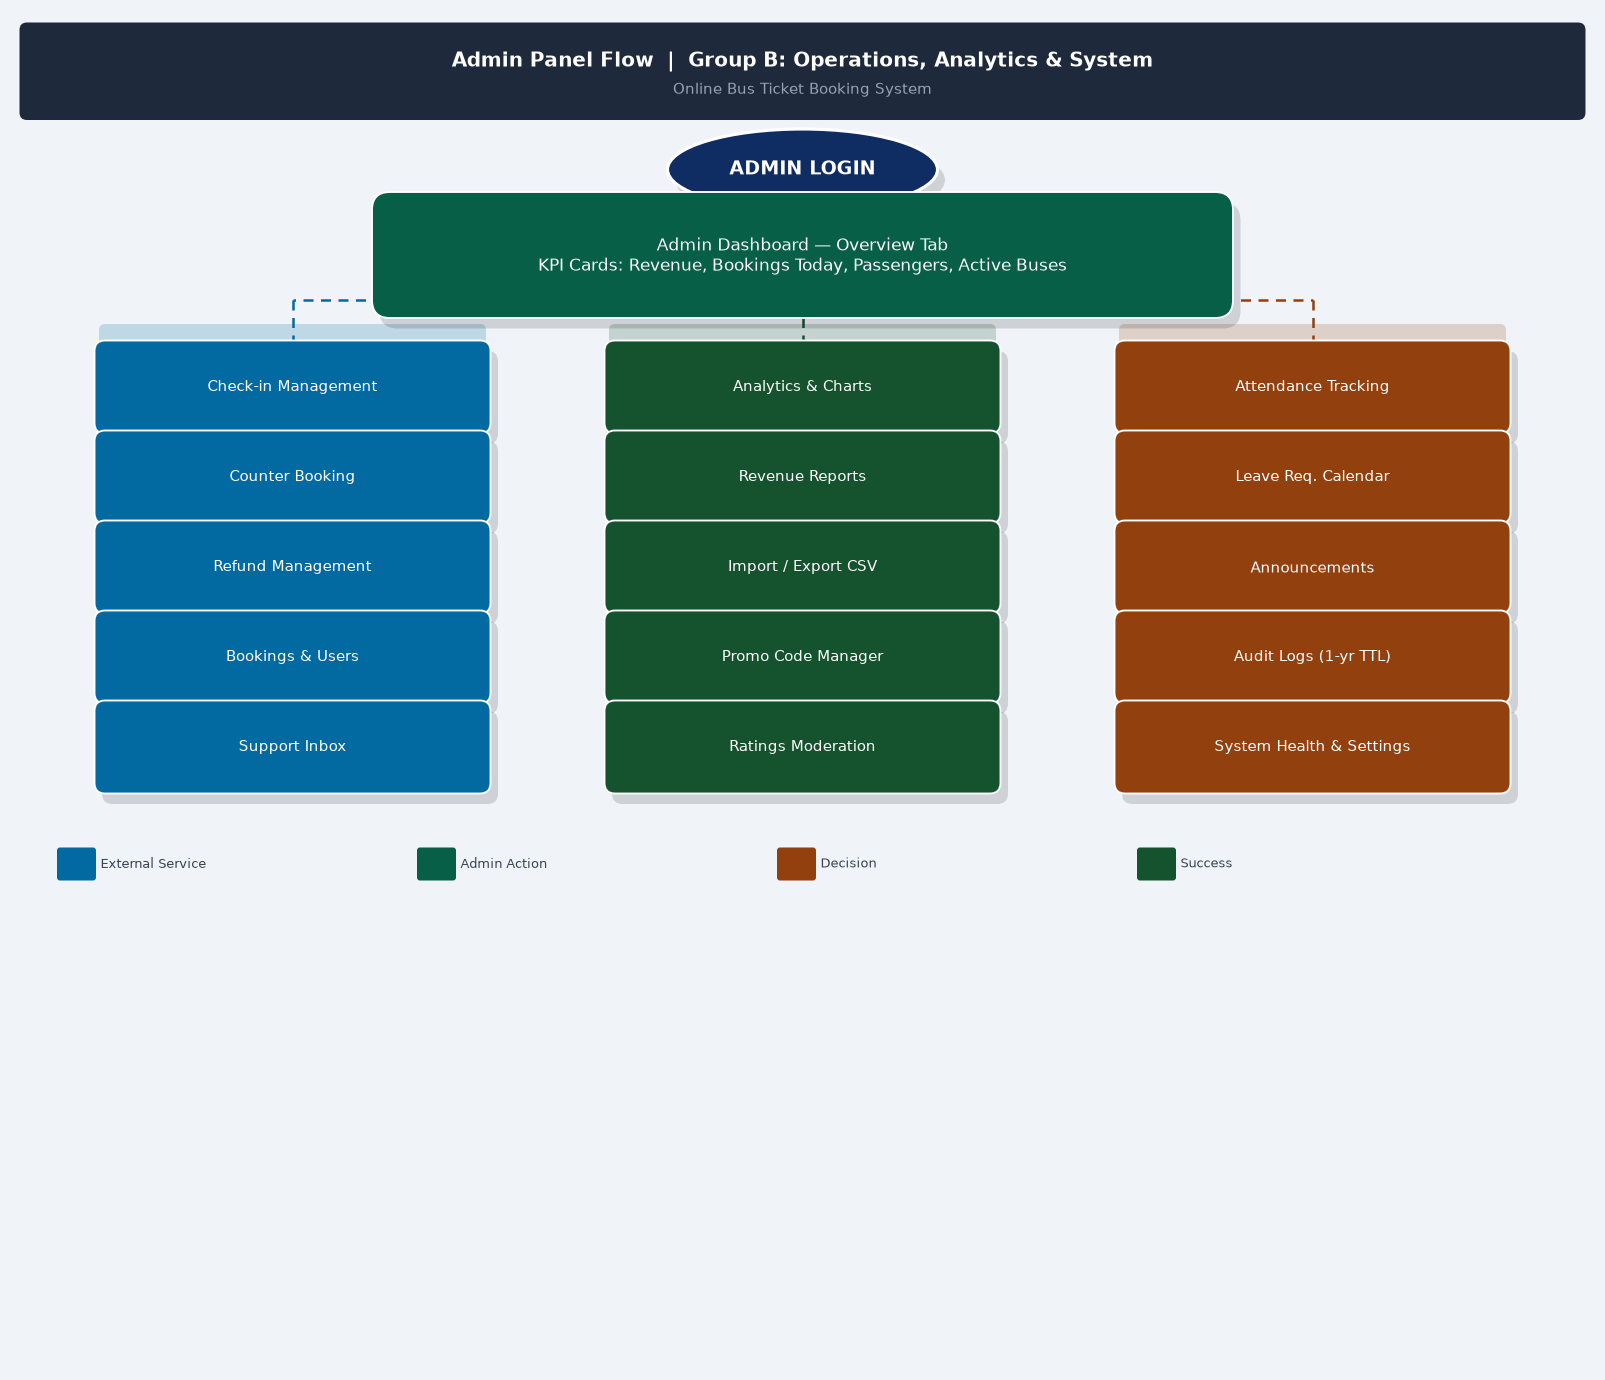 Admin Panel Flow | Group B: Operations, Analytics & System
Online Bus Ticket Booking System
ADMIN LOGIN
Admin Dashboard — Overview Tab
KPI Cards: Revenue, Bookings Today, Passengers, Active Buses
Check-in Management
Counter Booking
Refund Management
Bookings & Users
Support Inbox
Analytics & Charts
Revenue Reports
Import / Export CSV
Promo Code Manager
Ratings Moderation
Attendance Tracking
Leave Req. Calendar
Announcements
Audit Logs (1-yr TTL)
System Health & Settings
External Service
Admin Action
Decision
Success